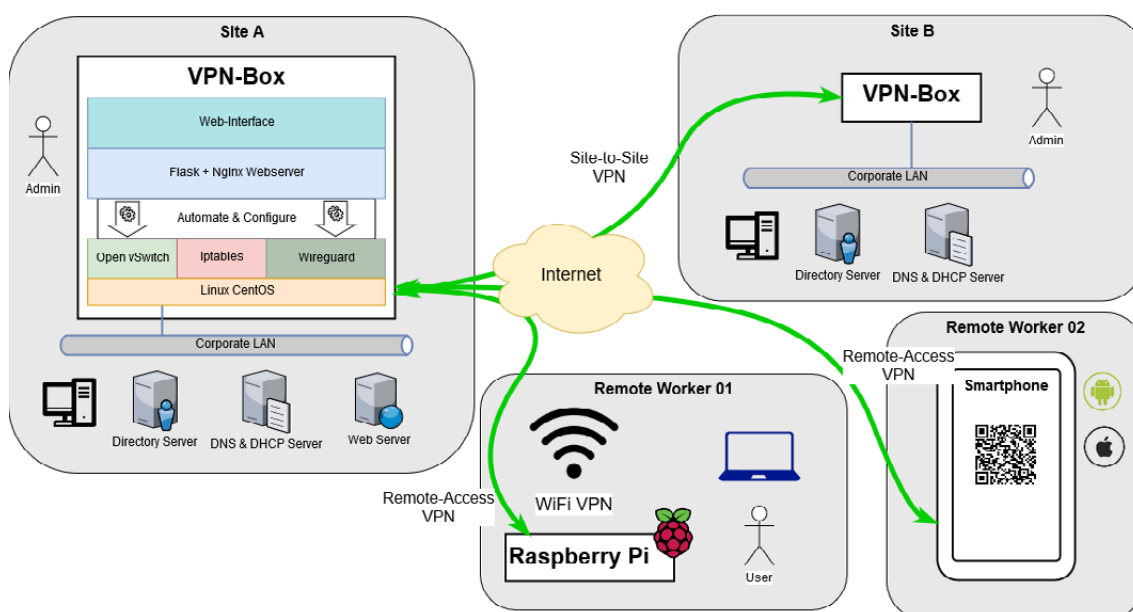 Site A
VPN-Box
Web-Interface
Flask + Nginx Webserver
Automate & Configure
Open vSwitch
Iptables
Wireguard
Linux CentOS
Admin
Corporate LAN
Directory Server
DNS & DHCP Server
Web Server
Internet
Site-to-Site
VPN
Site B
VPN-Box
Admin
Corporate LAN
Directory Server
DNS & DHCP Server
Remote-Access
VPN
Remote Worker 01
WiFi VPN
Raspberry Pi
User
Remote-Access
VPN
Remote Worker 02
Smartphone